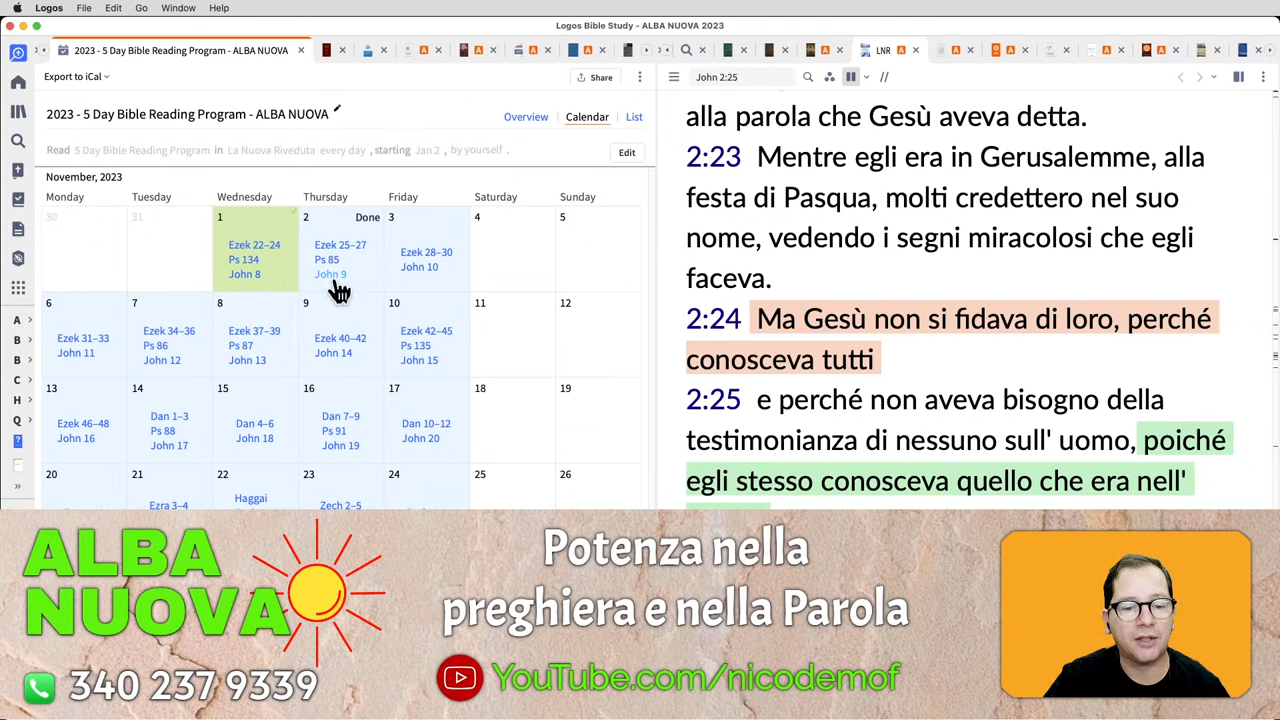 Logos File Edit Go Window Help
Logos Bible Study - ALBA NUOVA 2023
2023 - 5 Day Bible Reading Program - ALBA NUOVA
LNR
Export to iCal
Share
2023 - 5 Day Bible Reading Program - ALBA NUOVA
Overview Calendar List
Read 5 Day Bible Reading Program in La Nuova Riveduta every day , starting Jan 2 , by yourself .
Edit
November, 2023
Monday Tuesday Wednesday Thursday Friday Saturday Sunday
30 31 1 2 Done 3 4 5
Ezek 22–24
Ps 134
John 8
Ezek 25–27
Ps 85
John 9
Ezek 28–30
John 10
6 7 8 9 10 11 12
Ezek 31–33
John 11
Ezek 34–36
Ps 86
John 12
Ezek 37–39
Ps 87
John 13
Ezek 40–42
John 14
Ezek 42–45
Ps 135
John 15
13 14 15 16 17 18 19
Ezek 46–48
John 16
Dan 1–3
Ps 88
John 17
Dan 4–6
John 18
Dan 7–9
Ps 91
John 19
Dan 10–12
John 20
20 21 22 23 24 25 26
Ezra 3–4
Haggai
Zech 2–5
A
B
B
C
H
Q
?
»
John 2:25
alla parola che Gesù aveva detta.
2:23 Mentre egli era in Gerusalemme, alla
festa di Pasqua, molti credettero nel suo
nome, vedendo i segni miracolosi che egli
faceva.
2:24 Ma Gesù non si fidava di loro, perché
conosceva tutti
2:25 e perché non aveva bisogno della
testimonianza di nessuno sull' uomo, poiché
egli stesso conosceva quello che era nell'
ALBA
NUOVA
340 237 9339
Potenza nella
preghiera e nella Parola
YouTube.com/nicodemof